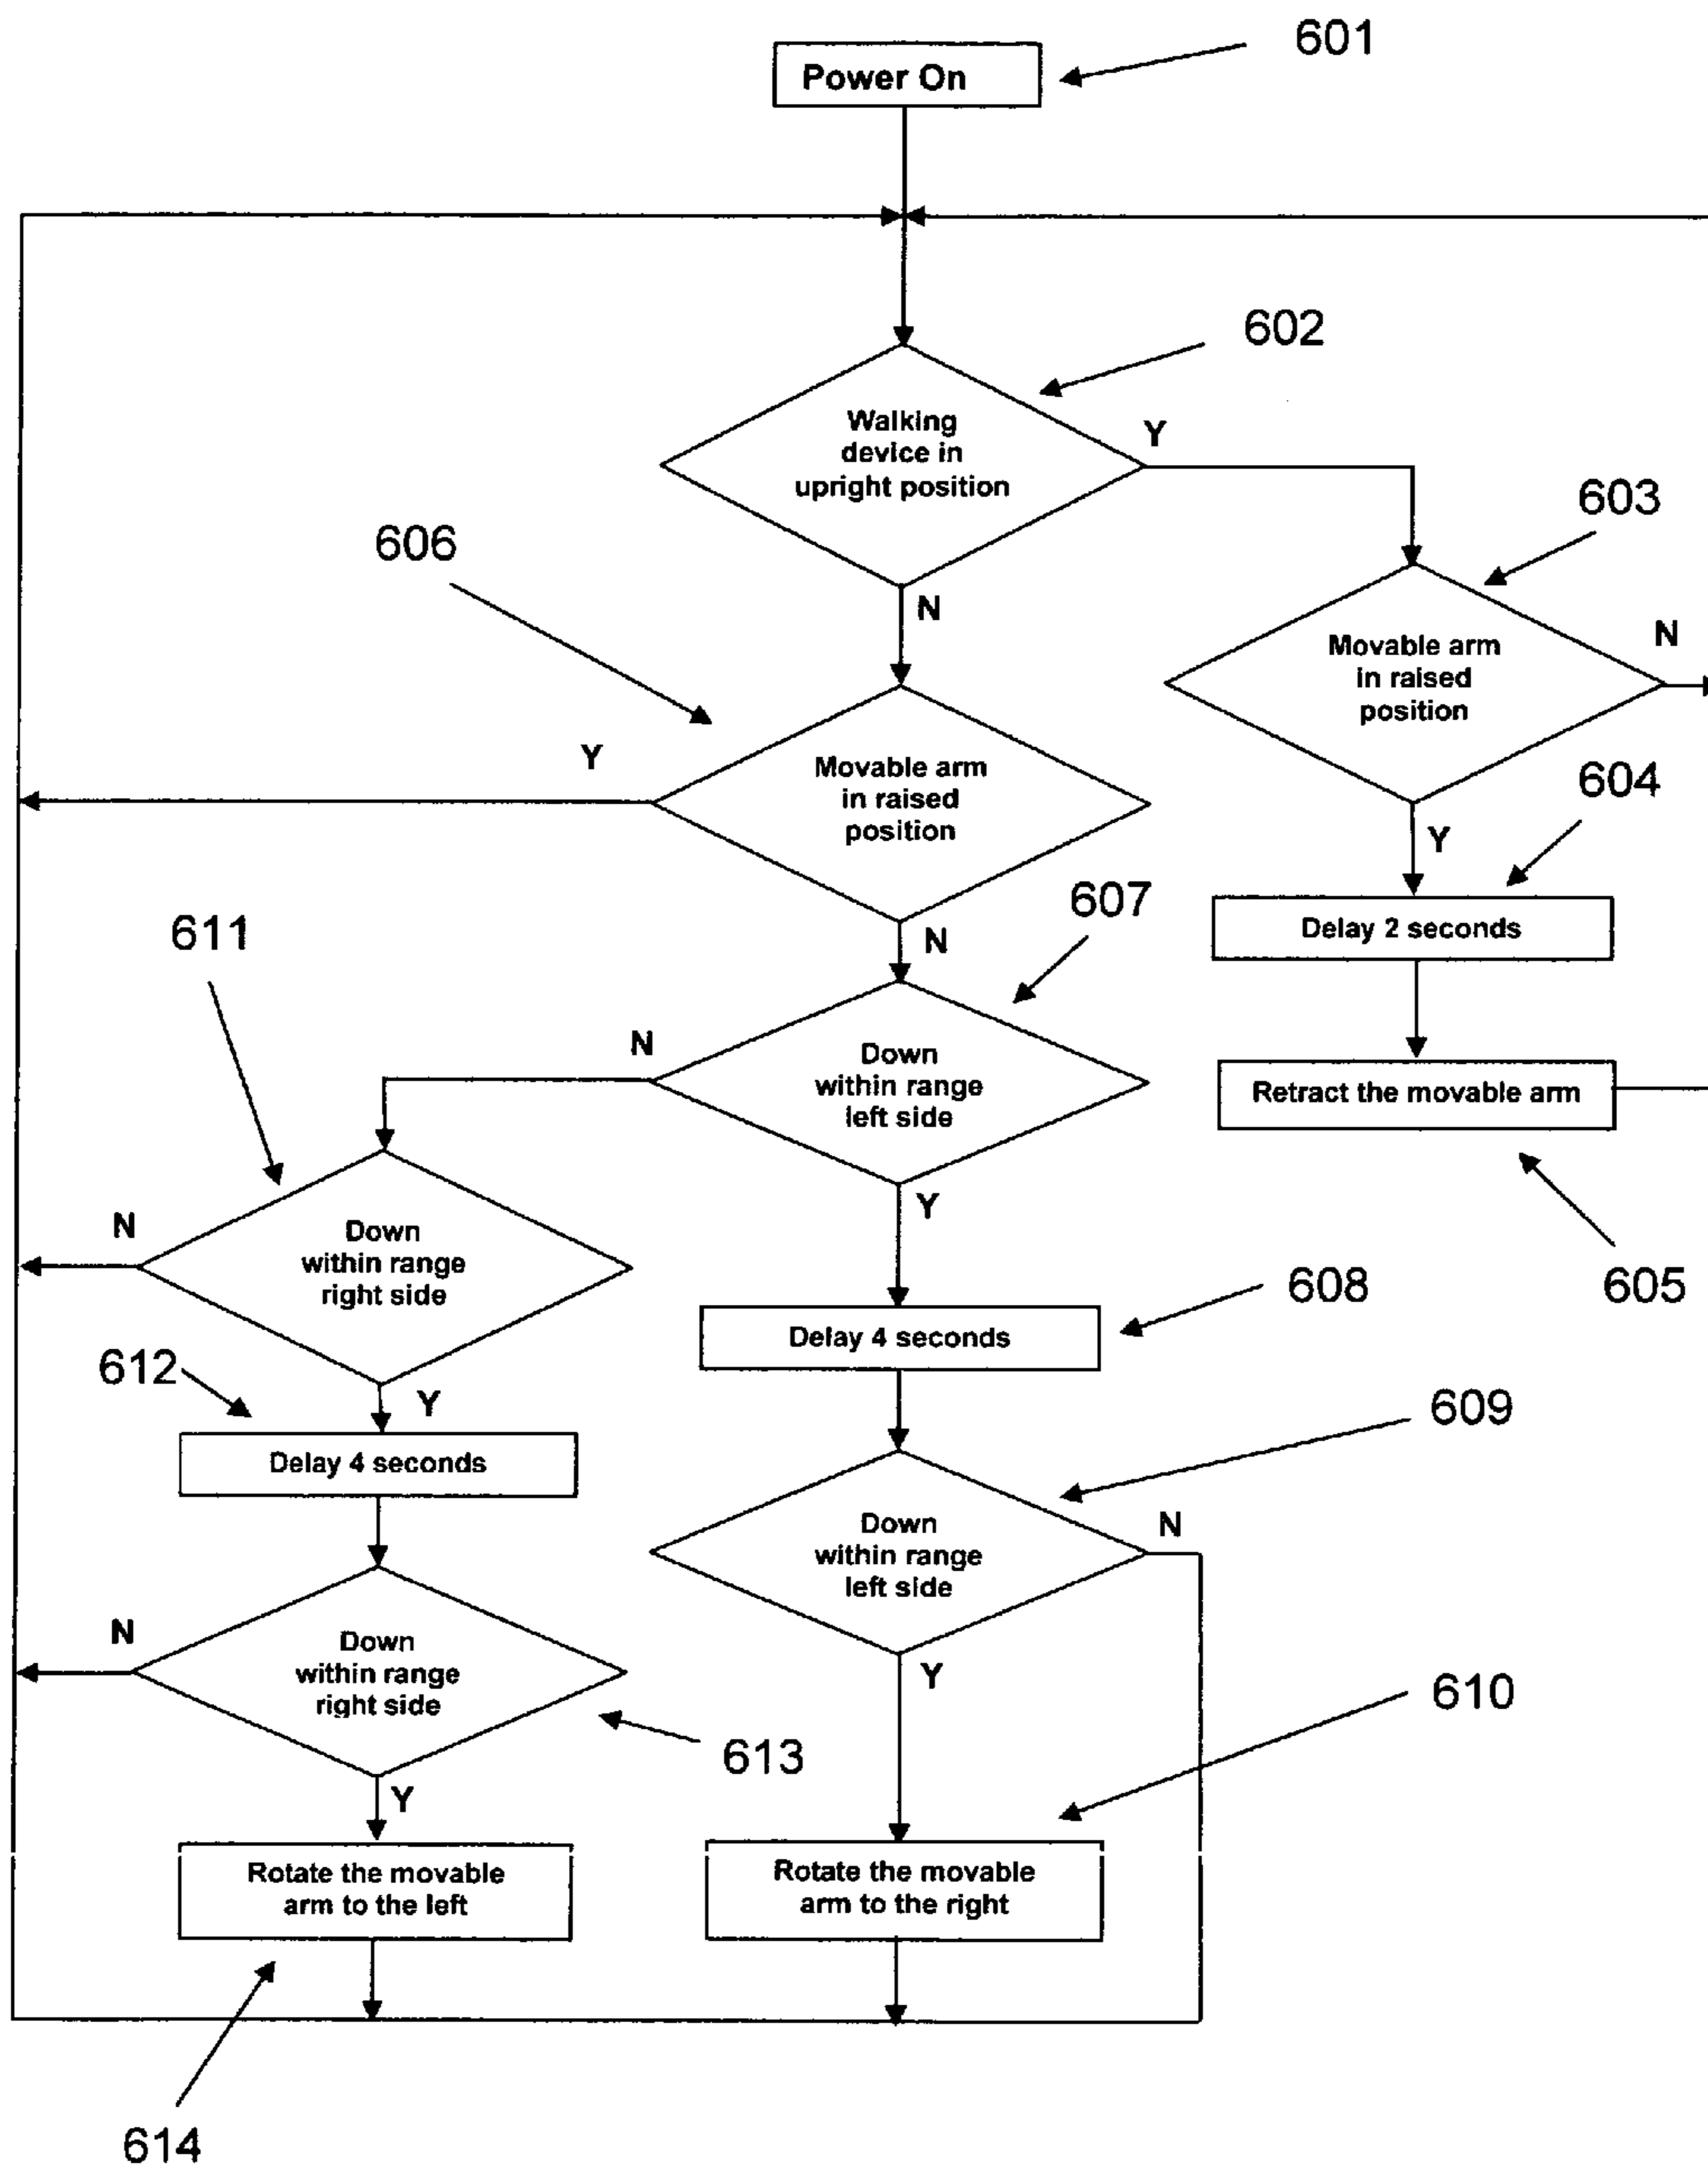 601
Power On
602
Walking
device in
upright position
Y
N
603
Movable arm
in raised
position
N
Y
606
Movable arm
in raised
position
Y
N
604
Delay 2 seconds
607
Down
within range
left side
N
Y
611
Down
within range
right side
N
Y
Retract the movable arm
605
608
Delay 4 seconds
612
Delay 4 seconds
609
Down
within range
left side
N
Y
Down
within range
right side
N
Y
613
610
Rotate the movable
arm to the left
Rotate the movable
arm to the right
614